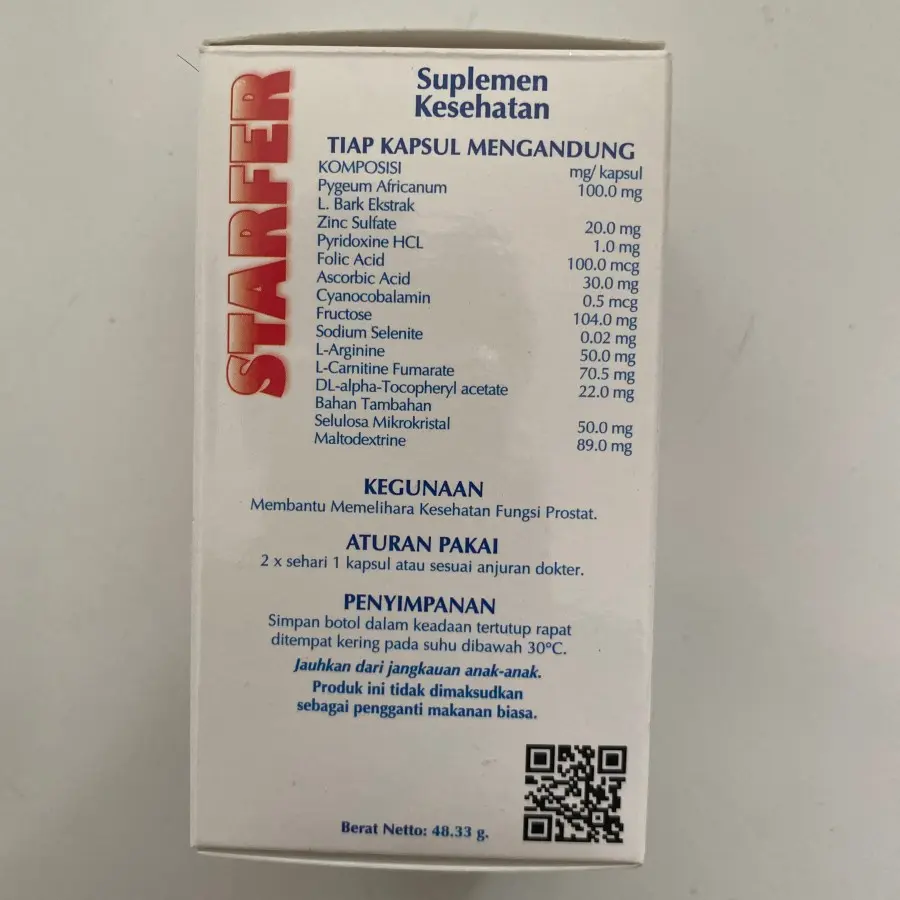 STARFER
Suplemen
Kesehatan
TIAP KAPSUL MENGANDUNG
KOMPOSISI mg/ kapsul
Pygeum Africanum 100.0 mg
L. Bark Ekstrak
Zinc Sulfate 20.0 mg
Pyridoxine HCL 1.0 mg
Folic Acid 100.0 mcg
Ascorbic Acid 30.0 mg
Cyanocobalamin 0.5 mcg
Fructose 104.0 mg
Sodium Selenite 0.02 mg
L-Arginine 50.0 mg
L-Carnitine Fumarate 70.5 mg
DL-alpha-Tocopheryl acetate 22.0 mg
Bahan Tambahan
Selulosa Mikrokristal 50.0 mg
Maltodextrine 89.0 mg
KEGUNAAN
Membantu Memelihara Kesehatan Fungsi Prostat.
ATURAN PAKAI
2 x sehari 1 kapsul atau sesuai anjuran dokter.
PENYIMPANAN
Simpan botol dalam keadaan tertutup rapat
ditempat kering pada suhu dibawah 30°C.
Jauhkan dari jangkauan anak-anak.
Produk ini tidak dimaksudkan
sebagai pengganti makanan biasa.
Berat Netto: 48.33 g.